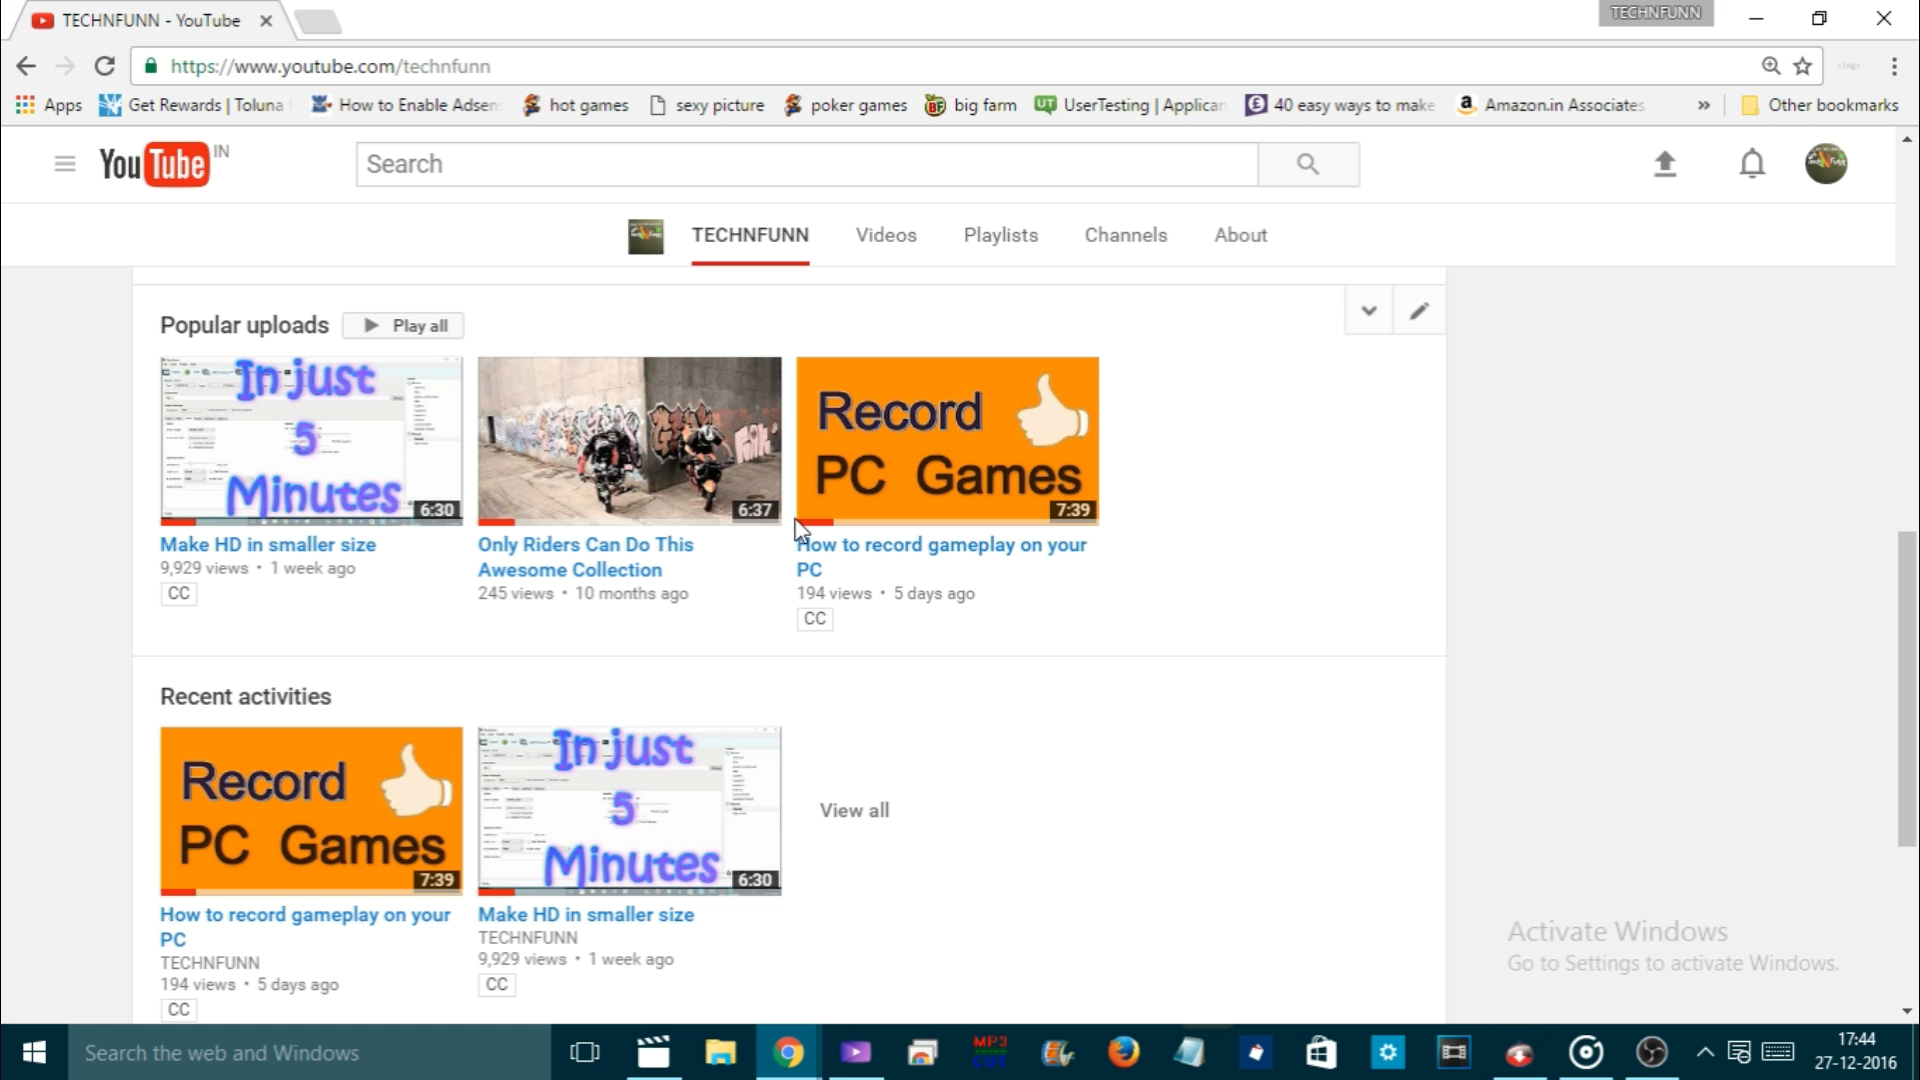 TECHNFUNN - YouTube
TECHNFUNN
https://www.youtube.com/technfunn
Apps
Get Rewards | Toluna
How to Enable Adsen
hot games
sexy picture
poker games
big farm
UserTesting | Applican
40 easy ways to make
Amazon.in Associates
Other bookmarks
YouTube IN
Search
TECHNFUNN
Videos
Playlists
Channels
About
Popular uploads
Play all
In just
5
Minutes
6:30
6:37
Record
PC Games
7:39
Make HD in smaller size
9,929 views • 1 week ago
CC
Only Riders Can Do This
Awesome Collection
245 views • 10 months ago
How to record gameplay on your
PC
194 views • 5 days ago
CC
Recent activities
Record
PC Games
7:39
In just
5
Minutes
6:30
View all
How to record gameplay on your
PC
TECHNFUNN
194 views • 5 days ago
CC
Make HD in smaller size
TECHNFUNN
9,929 views • 1 week ago
CC
Activate Windows
Go to Settings to activate Windows.
Search the web and Windows
MP3
CUT
17:44
27-12-2016